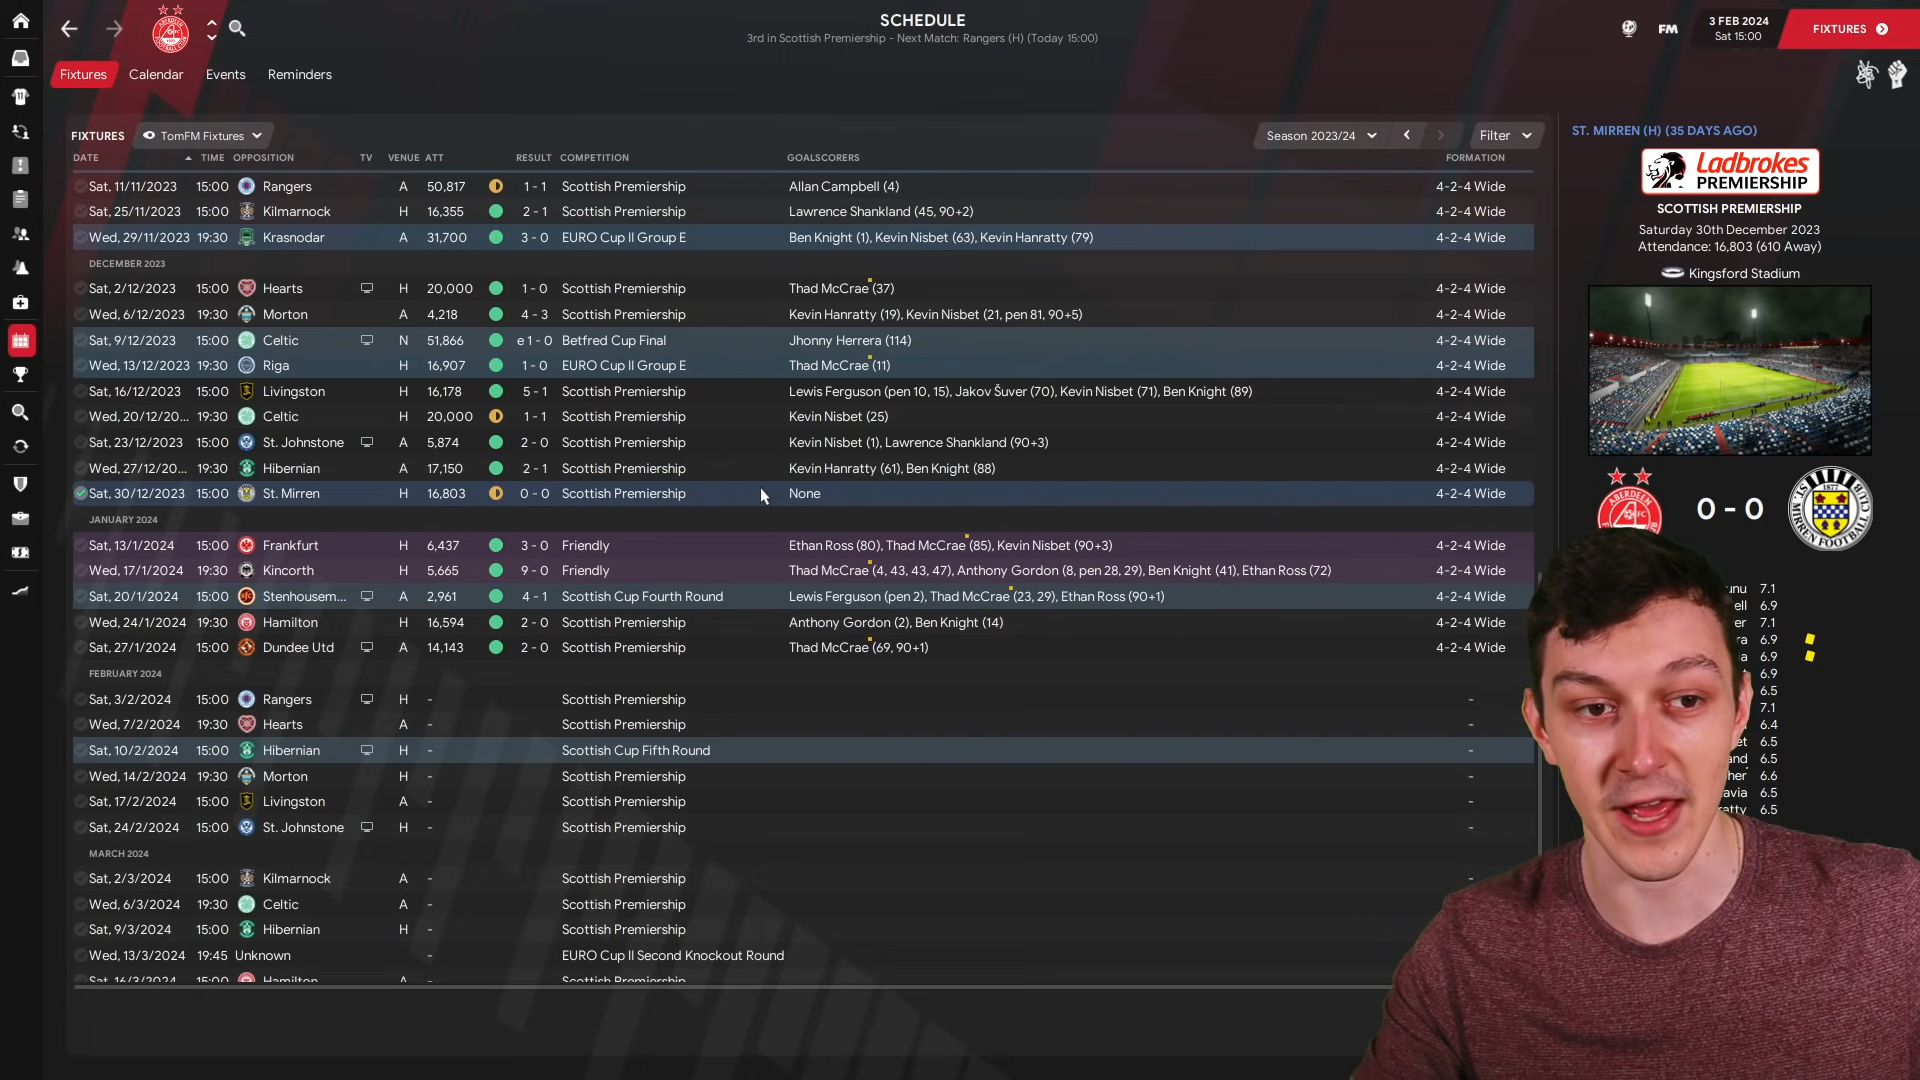 SCHEDULE
3rd in Scottish Premiership - Next Match: Rangers (H) (Today 15:00)
FM
3 FEB 2024
Sat 15:00
FIXTURES
Fixtures Calendar Events Reminders
FIXTURES TomFM Fixtures Season 2023/24 Filter
DATE TIME OPPOSITION TV VENUE ATT RESULT COMPETITION GOALSCORERS FORMATION
Sat, 11/11/2023 15:00 Rangers A 50,817 1 - 1 Scottish Premiership Allan Campbell (4) 4-2-4 Wide
Sat, 25/11/2023 15:00 Kilmarnock H 16,355 2 - 1 Scottish Premiership Lawrence Shankland (45, 90+2) 4-2-4 Wide
Wed, 29/11/2023 19:30 Krasnodar A 31,700 3 - 0 EURO Cup II Group E Ben Knight (1), Kevin Nisbet (63), Kevin Hanratty (79) 4-2-4 Wide
DECEMBER 2023
Sat, 2/12/2023 15:00 Hearts H 20,000 1 - 0 Scottish Premiership Thad McCrae (37) 4-2-4 Wide
Wed, 6/12/2023 19:30 Morton A 4,218 4 - 3 Scottish Premiership Kevin Hanratty (19), Kevin Nisbet (21, pen 81, 90+5) 4-2-4 Wide
Sat, 9/12/2023 15:00 Celtic N 51,866 e 1 - 0 Betfred Cup Final Jhonny Herrera (114) 4-2-4 Wide
Wed, 13/12/2023 19:30 Riga H 16,907 1 - 0 EURO Cup II Group E Thad McCrae (11) 4-2-4 Wide
Sat, 16/12/2023 15:00 Livingston H 16,178 5 - 1 Scottish Premiership Lewis Ferguson (pen 10, 15), Jakov Šuver (70), Kevin Nisbet (71), Ben Knight (89) 4-2-4 Wide
Wed, 20/12/20... 19:30 Celtic H 20,000 1 - 1 Scottish Premiership Kevin Nisbet (25) 4-2-4 Wide
Sat, 23/12/2023 15:00 St. Johnstone A 5,874 2 - 0 Scottish Premiership Kevin Nisbet (1), Lawrence Shankland (90+3) 4-2-4 Wide
Wed, 27/12/20... 19:30 Hibernian A 17,150 2 - 1 Scottish Premiership Kevin Hanratty (61), Ben Knight (88) 4-2-4 Wide
Sat, 30/12/2023 15:00 St. Mirren H 16,803 0 - 0 Scottish Premiership None 4-2-4 Wide
JANUARY 2024
Sat, 13/1/2024 15:00 Frankfurt H 6,437 3 - 0 Friendly Ethan Ross (80), Thad McCrae (85), Kevin Nisbet (90+3) 4-2-4 Wide
Wed, 17/1/2024 19:30 Kincorth H 5,665 9 - 0 Friendly Thad McCrae (4, 43, 43, 47), Anthony Gordon (8, pen 28, 29), Ben Knight (41), Ethan Ross (72) 4-2-4 Wide
Sat, 20/1/2024 15:00 Stenhousem... A 2,961 4 - 1 Scottish Cup Fourth Round Lewis Ferguson (pen 2), Thad McCrae (23, 29), Ethan Ross (90+1) 4-2-4 Wide
Wed, 24/1/2024 19:30 Hamilton H 16,594 2 - 0 Scottish Premiership Anthony Gordon (2), Ben Knight (14) 4-2-4 Wide
Sat, 27/1/2024 15:00 Dundee Utd A 14,143 2 - 0 Scottish Premiership Thad McCrae (69, 90+1) 4-2-4 Wide
FEBRUARY 2024
Sat, 3/2/2024 15:00 Rangers H - Scottish Premiership -
Wed, 7/2/2024 19:30 Hearts A - Scottish Premiership -
Sat, 10/2/2024 15:00 Hibernian H - Scottish Cup Fifth Round -
Wed, 14/2/2024 19:30 Morton H - Scottish Premiership -
Sat, 17/2/2024 15:00 Livingston A - Scottish Premiership -
Sat, 24/2/2024 15:00 St. Johnstone H - Scottish Premiership -
MARCH 2024
Sat, 2/3/2024 15:00 Kilmarnock A - Scottish Premiership -
Wed, 6/3/2024 19:30 Celtic A - Scottish Premiership
Sat, 9/3/2024 15:00 Hibernian H - Scottish Premiership
Wed, 13/3/2024 19:45 Unknown - EURO Cup II Second Knockout Round
Sat, 16/3/2024 15:00 Hamilton A - Scottish Premiership
ST. MIRREN (H) (35 DAYS AGO)
Ladbrokes
PREMIERSHIP
SCOTTISH PREMIERSHIP
Saturday 30th December 2023
Attendance: 16,803 (610 Away)
Kingsford Stadium
ABERDEEN
0 - 0
1877
ST. MIRREN FOOTBALL CLUB
unu 7.1
ell 6.9
er 7.1
ra 6.9
ia 6.9
6.9
6.5
7.1
6.4
et 6.5
and 6.5
her 6.6
avia 6.5
ratty 6.5